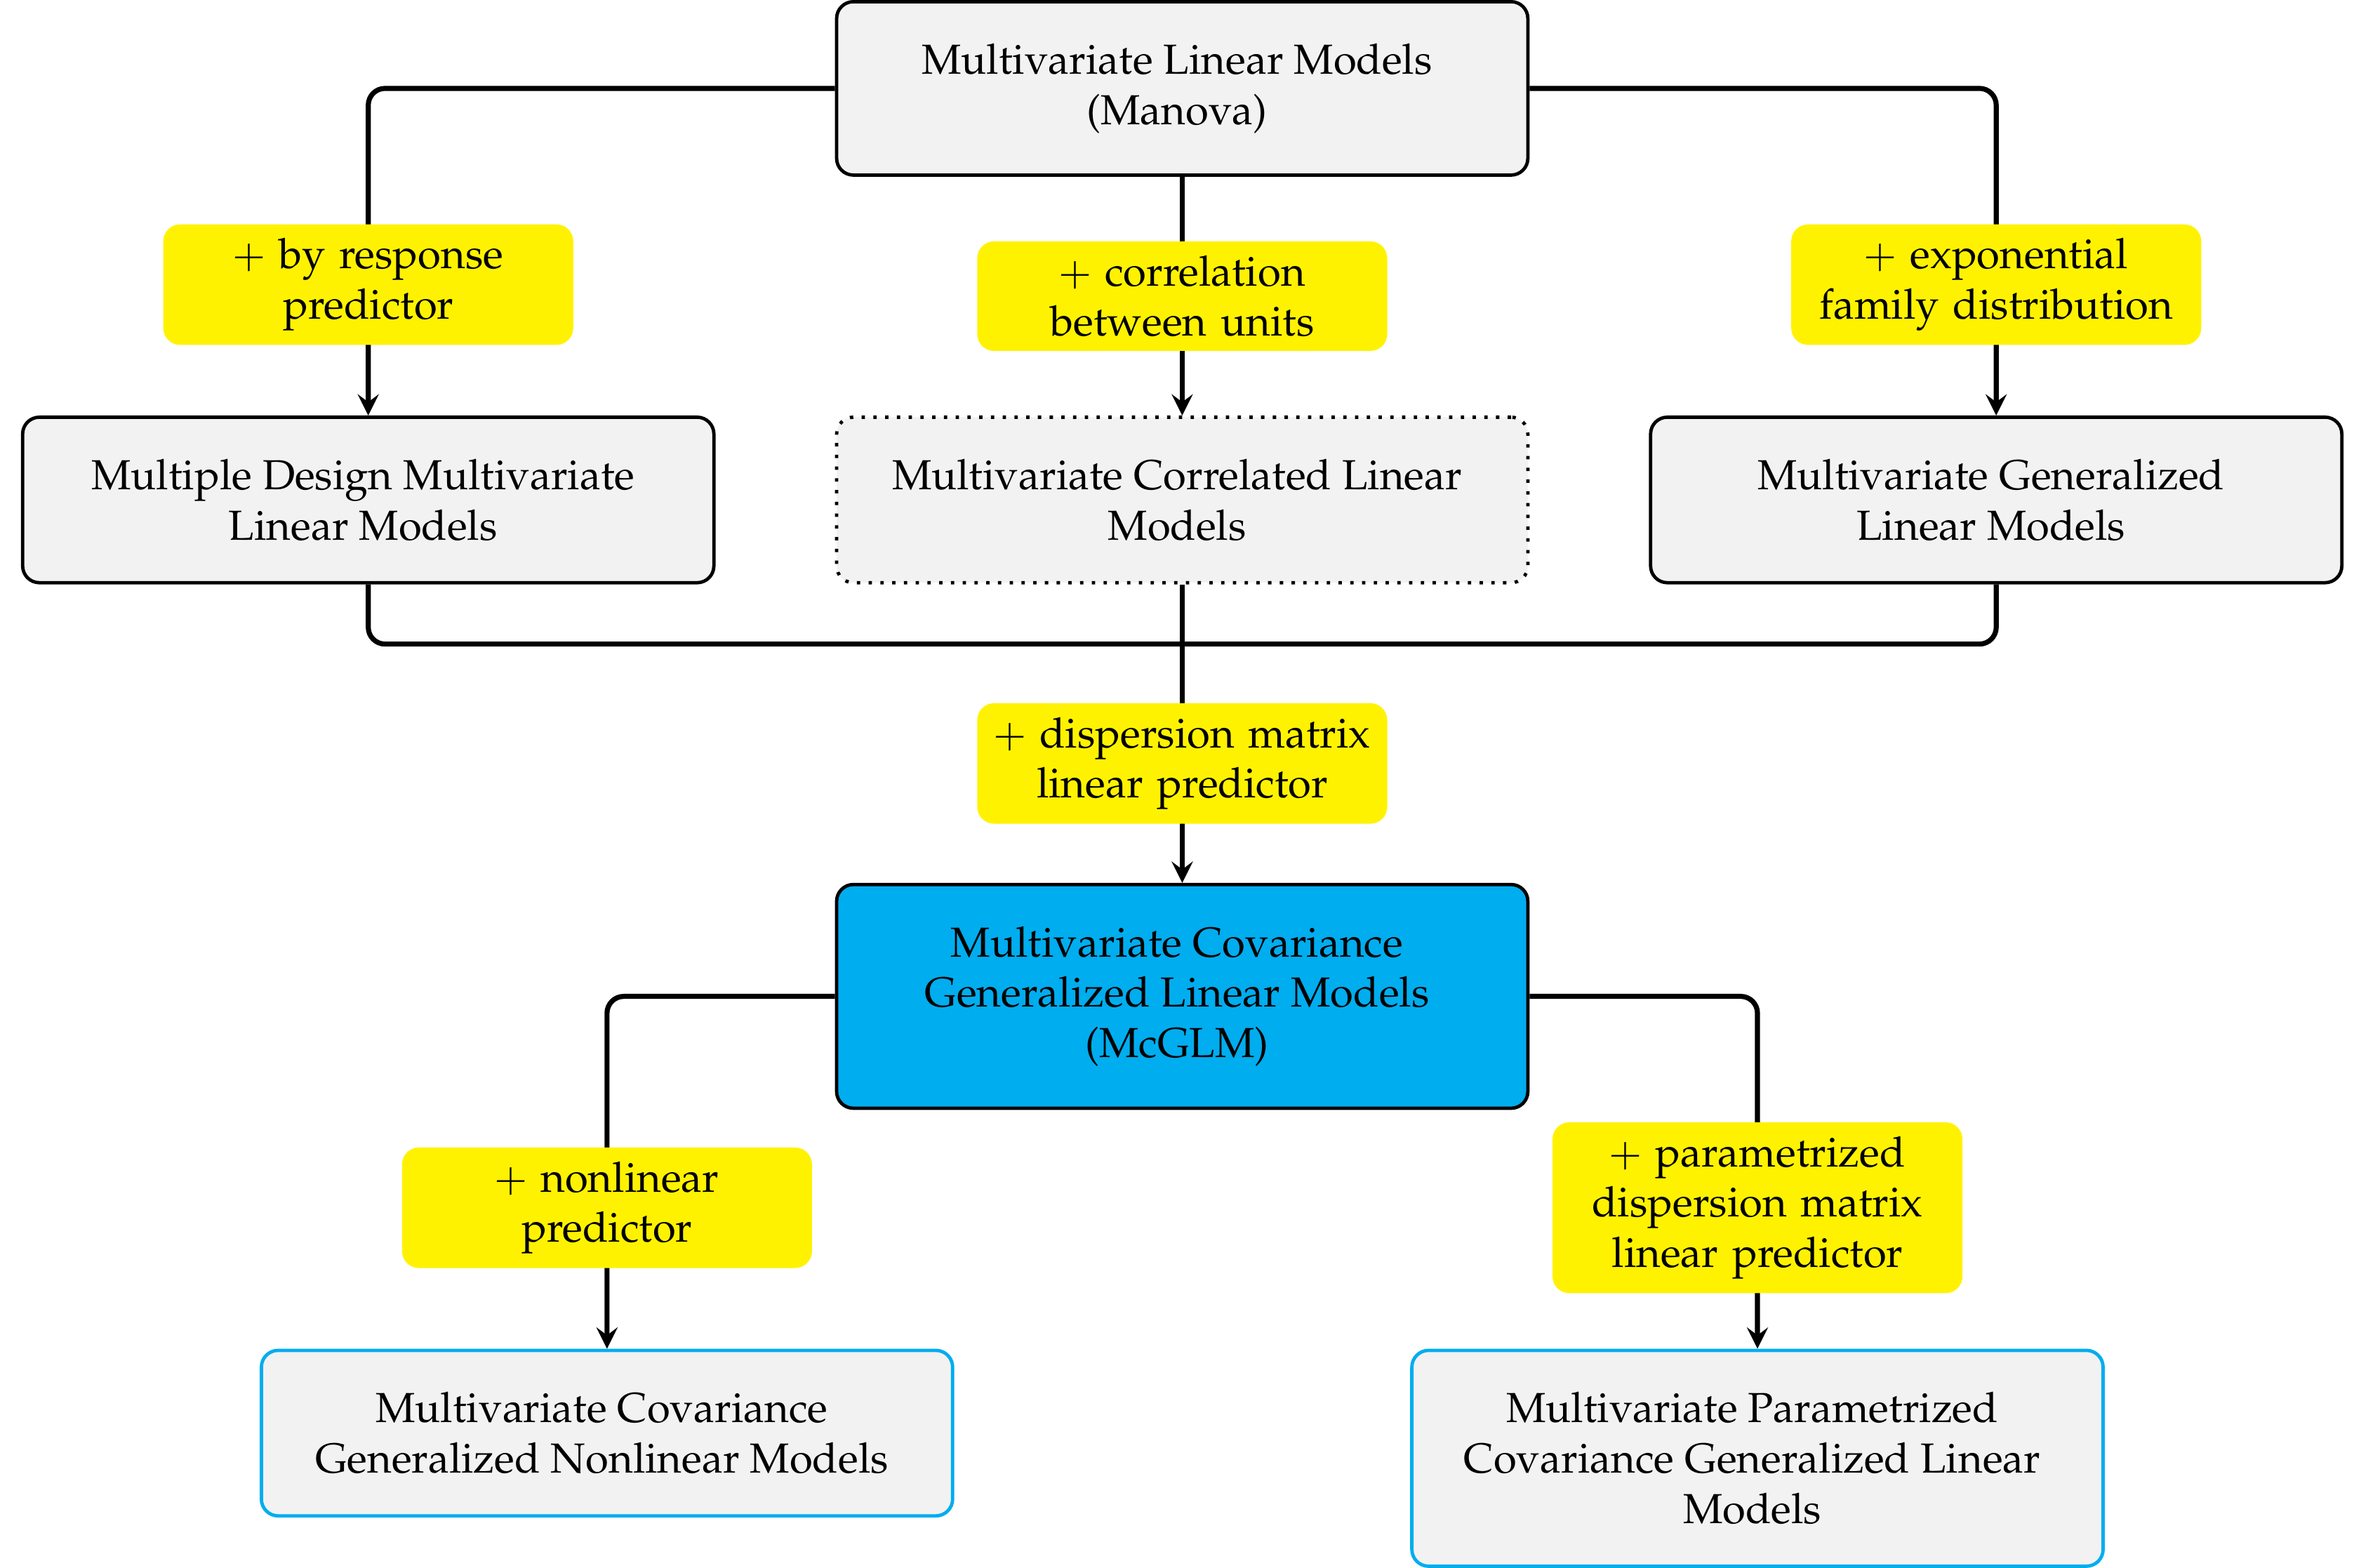 Multivariate Linear Models
(Manova)
+ by response
predictor
+ correlation
between units
+ exponential
family distribution
Multiple Design Multivariate
Linear Models
Multivariate Correlated Linear
Models
Multivariate Generalized
Linear Models
+ dispersion matrix
linear predictor
Multivariate Covariance
Generalized Linear Models
(McGLM)
+ nonlinear
predictor
+ parametrized
dispersion matrix
linear predictor
Multivariate Covariance
Generalized Nonlinear Models
Multivariate Parametrized
Covariance Generalized Linear
Models